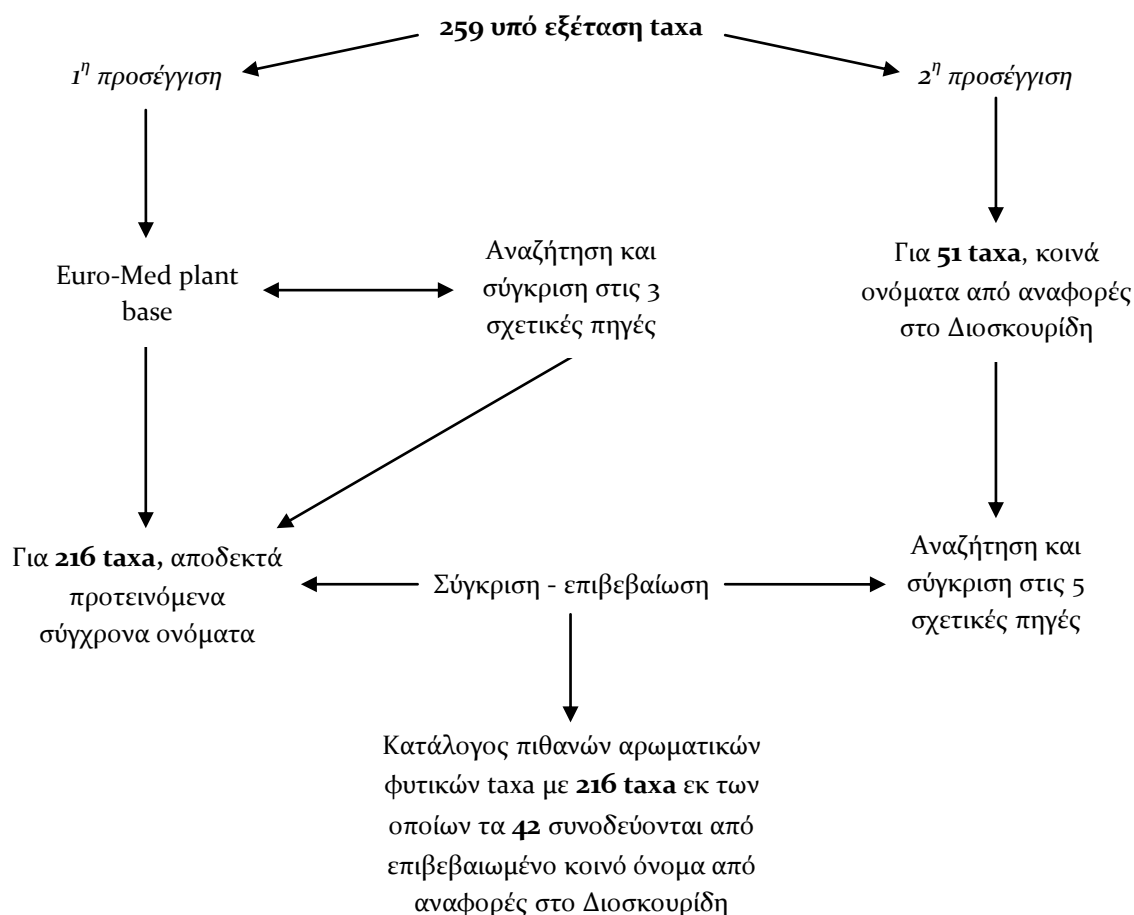 259 υπό εξέταση taxa
1η προσέγγιση
2η προσέγγιση
Euro-Med plant
base
Αναζήτηση και
σύγκριση στις 3
σχετικές πηγές
Για 51 taxa, κοινά
ονόματα από αναφορές
στο Διοσκουρίδη
Για 216 taxa, αποδεκτά
προτεινόμενα
σύγχρονα ονόματα
Σύγκριση - επιβεβαίωση
Αναζήτηση και
σύγκριση στις 5
σχετικές πηγές
Κατάλογος πιθανών αρωματικών
φυτικών taxa με 216 taxa εκ των
οποίων τα 42 συνοδεύονται από
επιβεβαιωμένο κοινό όνομα από
αναφορές στο Διοσκουρίδη